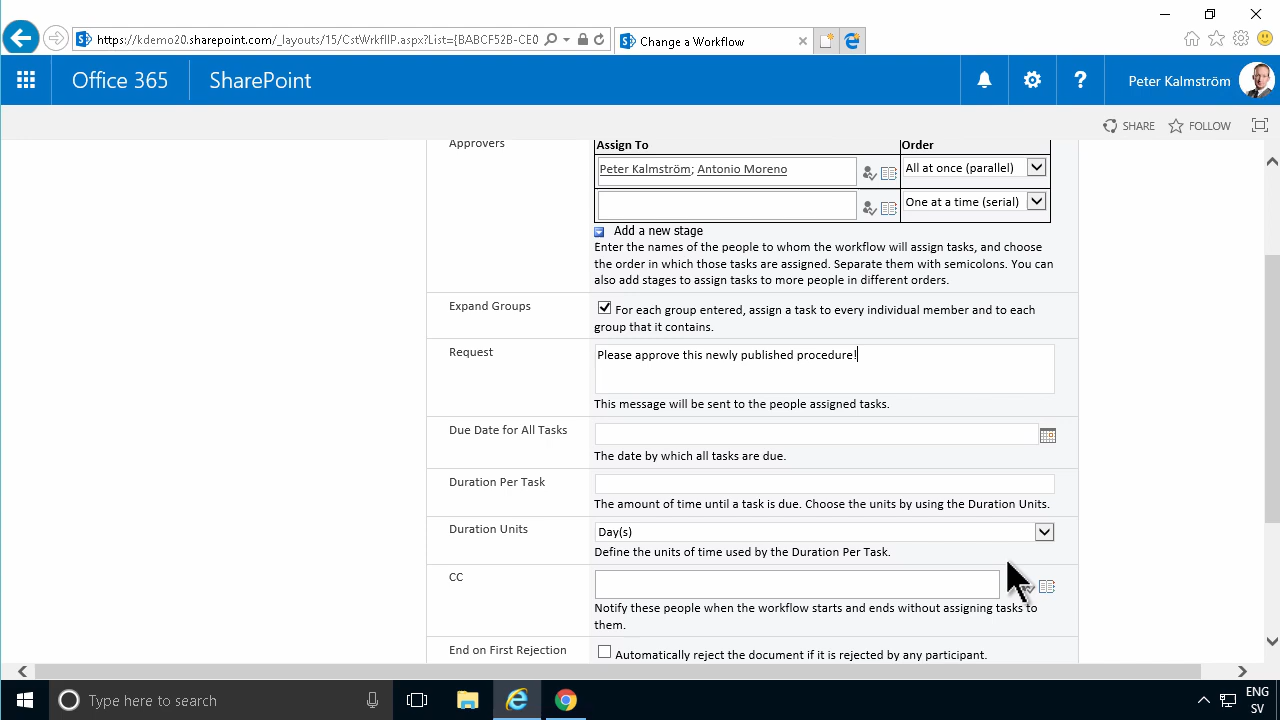 https://kdemo20.sharepoint.com/_layouts/15/CstWrkflIP.aspx?List={BABCF52B-CE0
Change a Workflow
Office 365
SharePoint
Peter Kalmström
SHARE
FOLLOW
Approvers
Assign To
Order
Peter Kalmström; Antonio Moreno
All at once (parallel)
One at a time (serial)
Add a new stage
Enter the names of the people to whom the workflow will assign tasks, and choose
the order in which those tasks are assigned. Separate them with semicolons. You can
also add stages to assign tasks to more people in different orders.
Expand Groups
For each group entered, assign a task to every individual member and to each
group that it contains.
Request
Please approve this newly published procedure!
This message will be sent to the people assigned tasks.
Due Date for All Tasks
The date by which all tasks are due.
Duration Per Task
The amount of time until a task is due. Choose the units by using the Duration Units.
Duration Units
Day(s)
Define the units of time used by the Duration Per Task.
CC
Notify these people when the workflow starts and ends without assigning tasks to
them.
End on First Rejection
Automatically reject the document if it is rejected by any participant.
Type here to search
ENG
SV